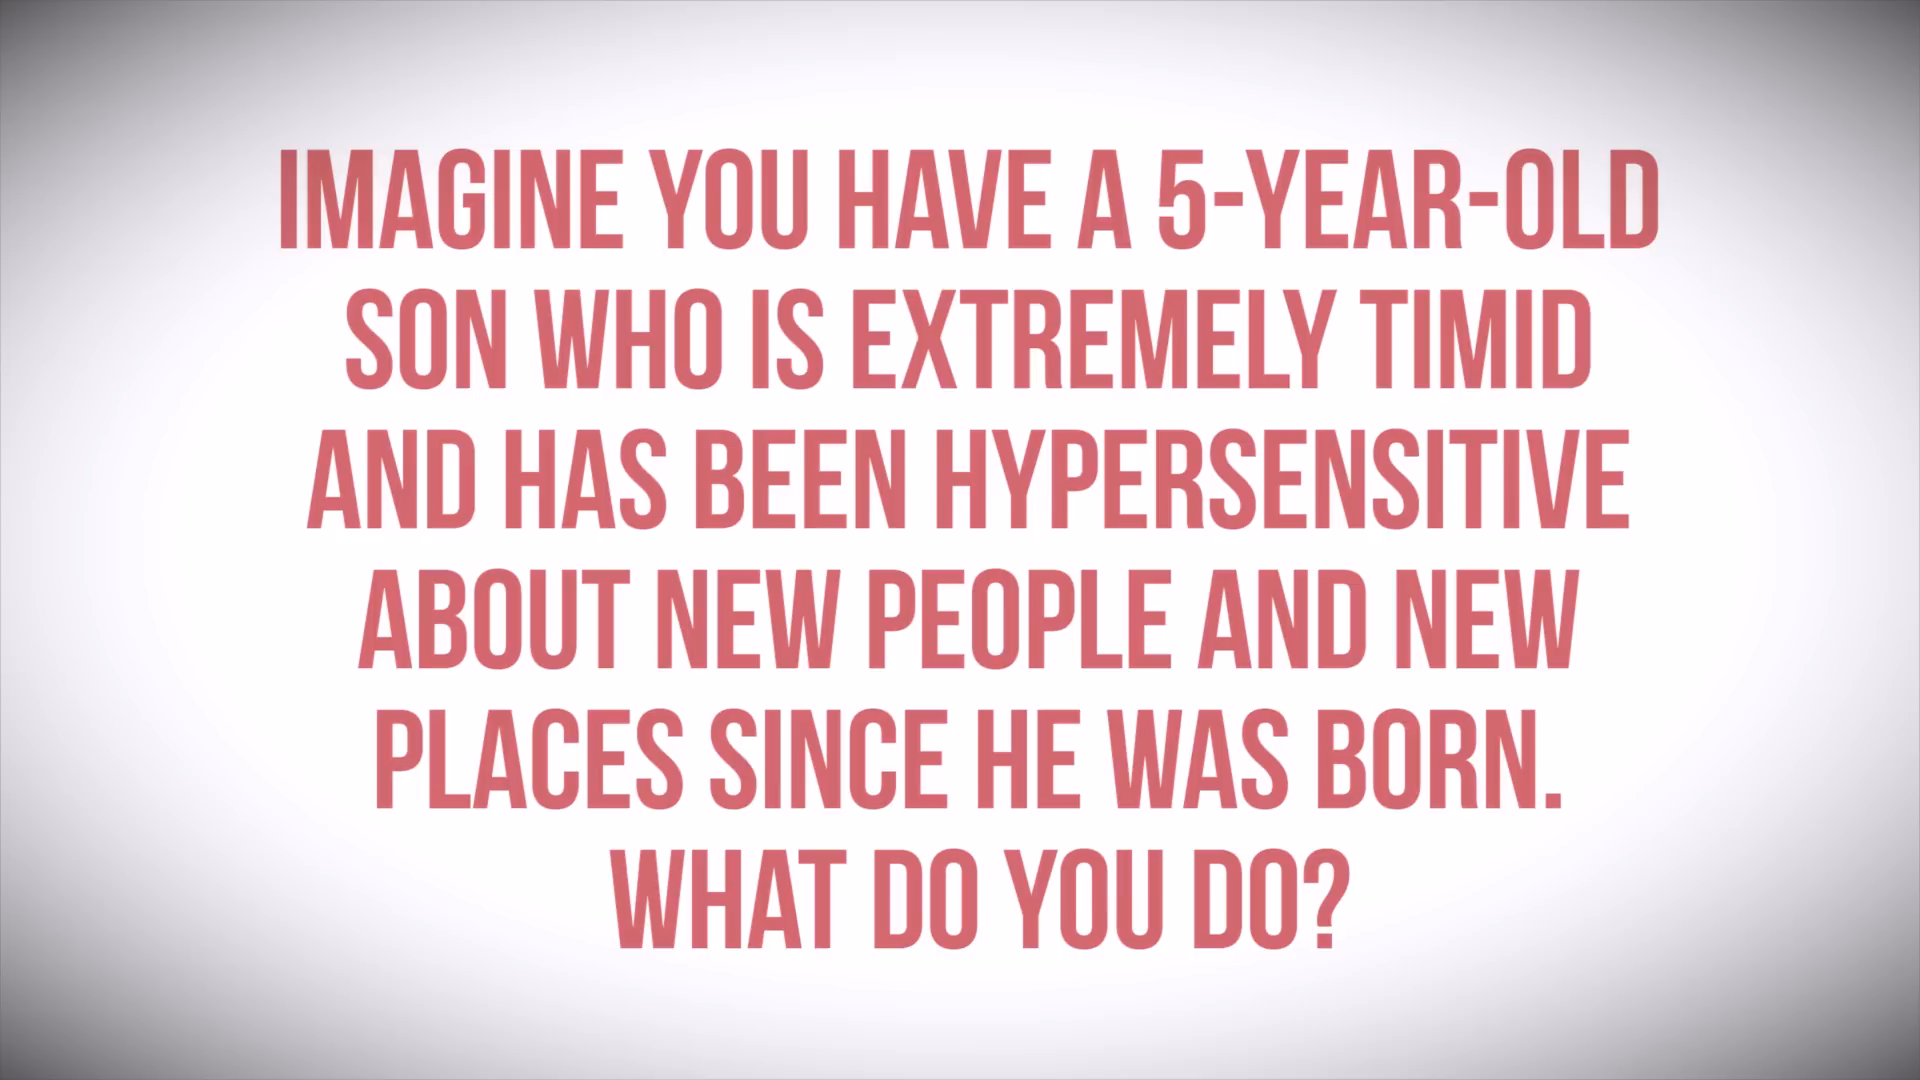 IMAGINE YOU HAVE A 5-YEAR-OLD
SON WHO IS EXTREMELY TIMID
AND HAS BEEN HYPERSENSITIVE
ABOUT NEW PEOPLE AND NEW
PLACES SINCE HE WAS BORN.
WHAT DO YOU DO?